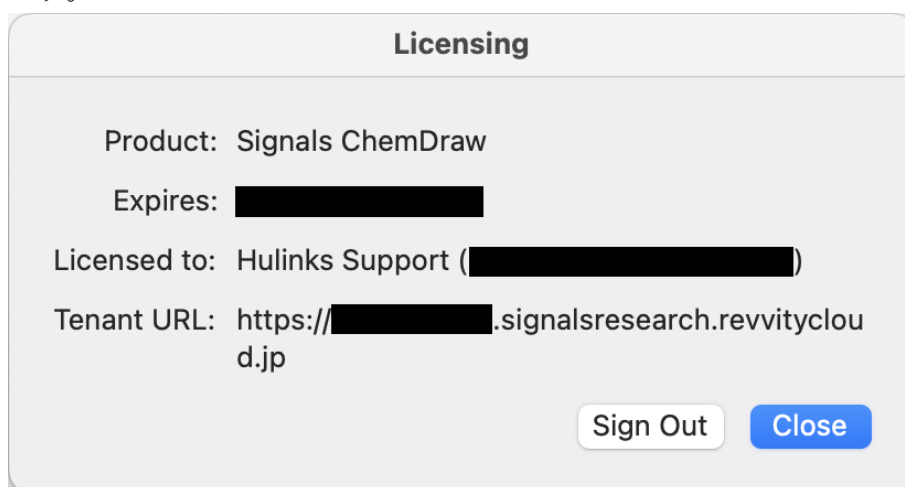 Licensing
Product: Signals ChemDraw
Expires:
Licensed to: Hulinks Support ( )
Tenant URL: https:// .signalsresearch.revvityclou
d.jp
Sign Out Close